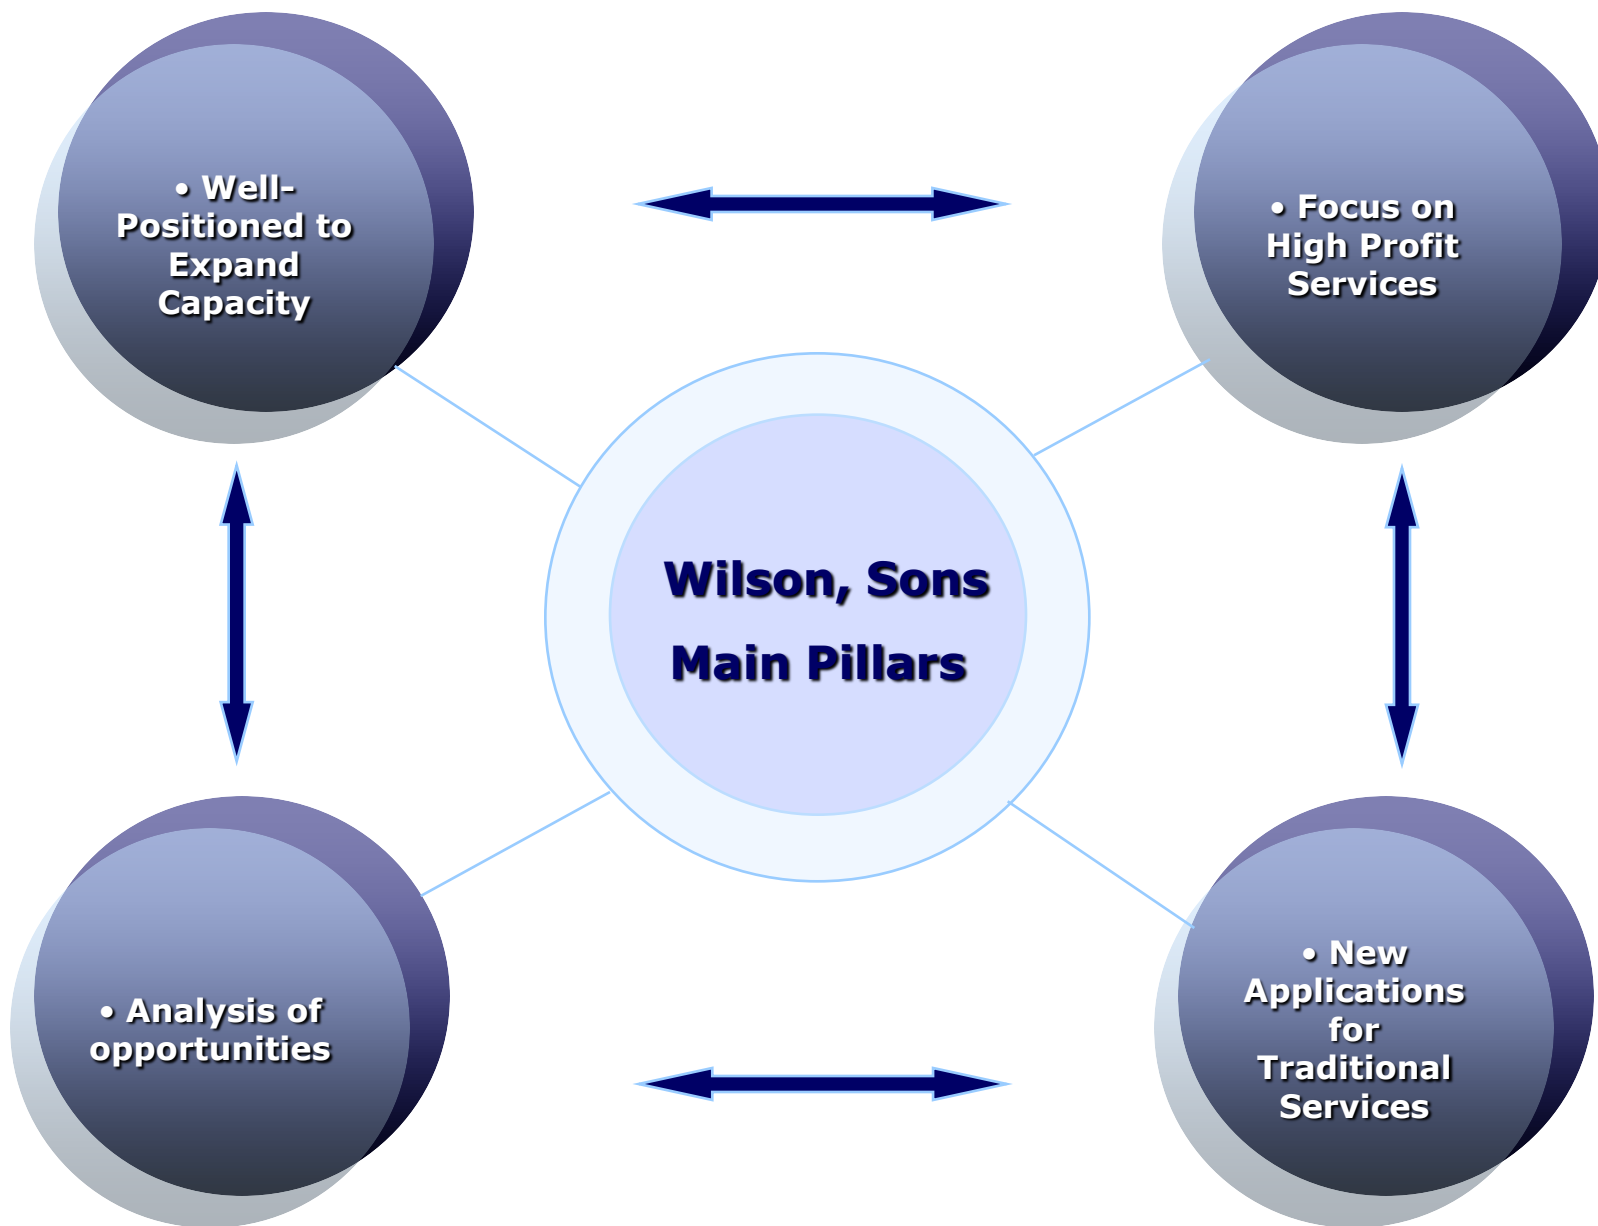 • Well–
Positioned to
Expand
Capacity
• Focus on
High Profit
Services
Wilson, Sons
Main Pillars
• Analysis of
opportunities
• New
Applications
for
Traditional
Services